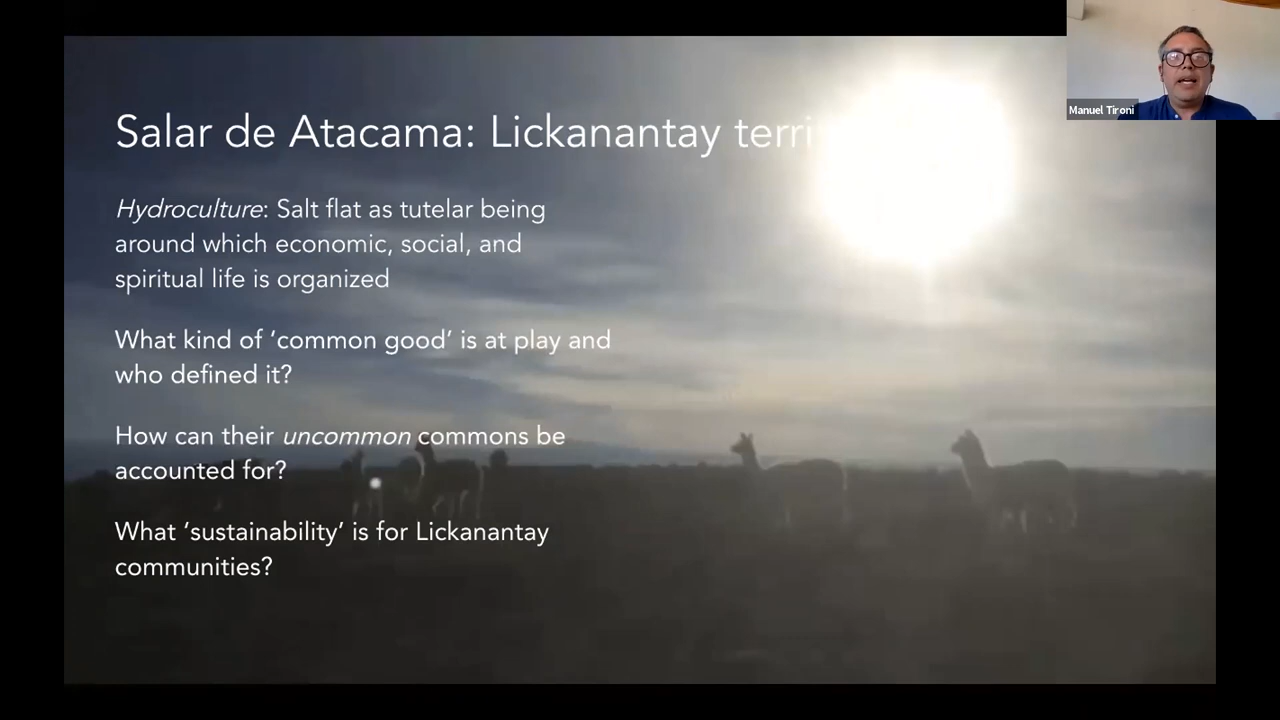 Manuel Tironi
Salar de Atacama: Lickanantay terri
Hydroculture: Salt flat as tutelar being
around which economic, social, and
spiritual life is organized
What kind of ‘common good’ is at play and
who defined it?
How can their uncommon commons be
accounted for?
What ‘sustainability’ is for Lickanantay
communities?